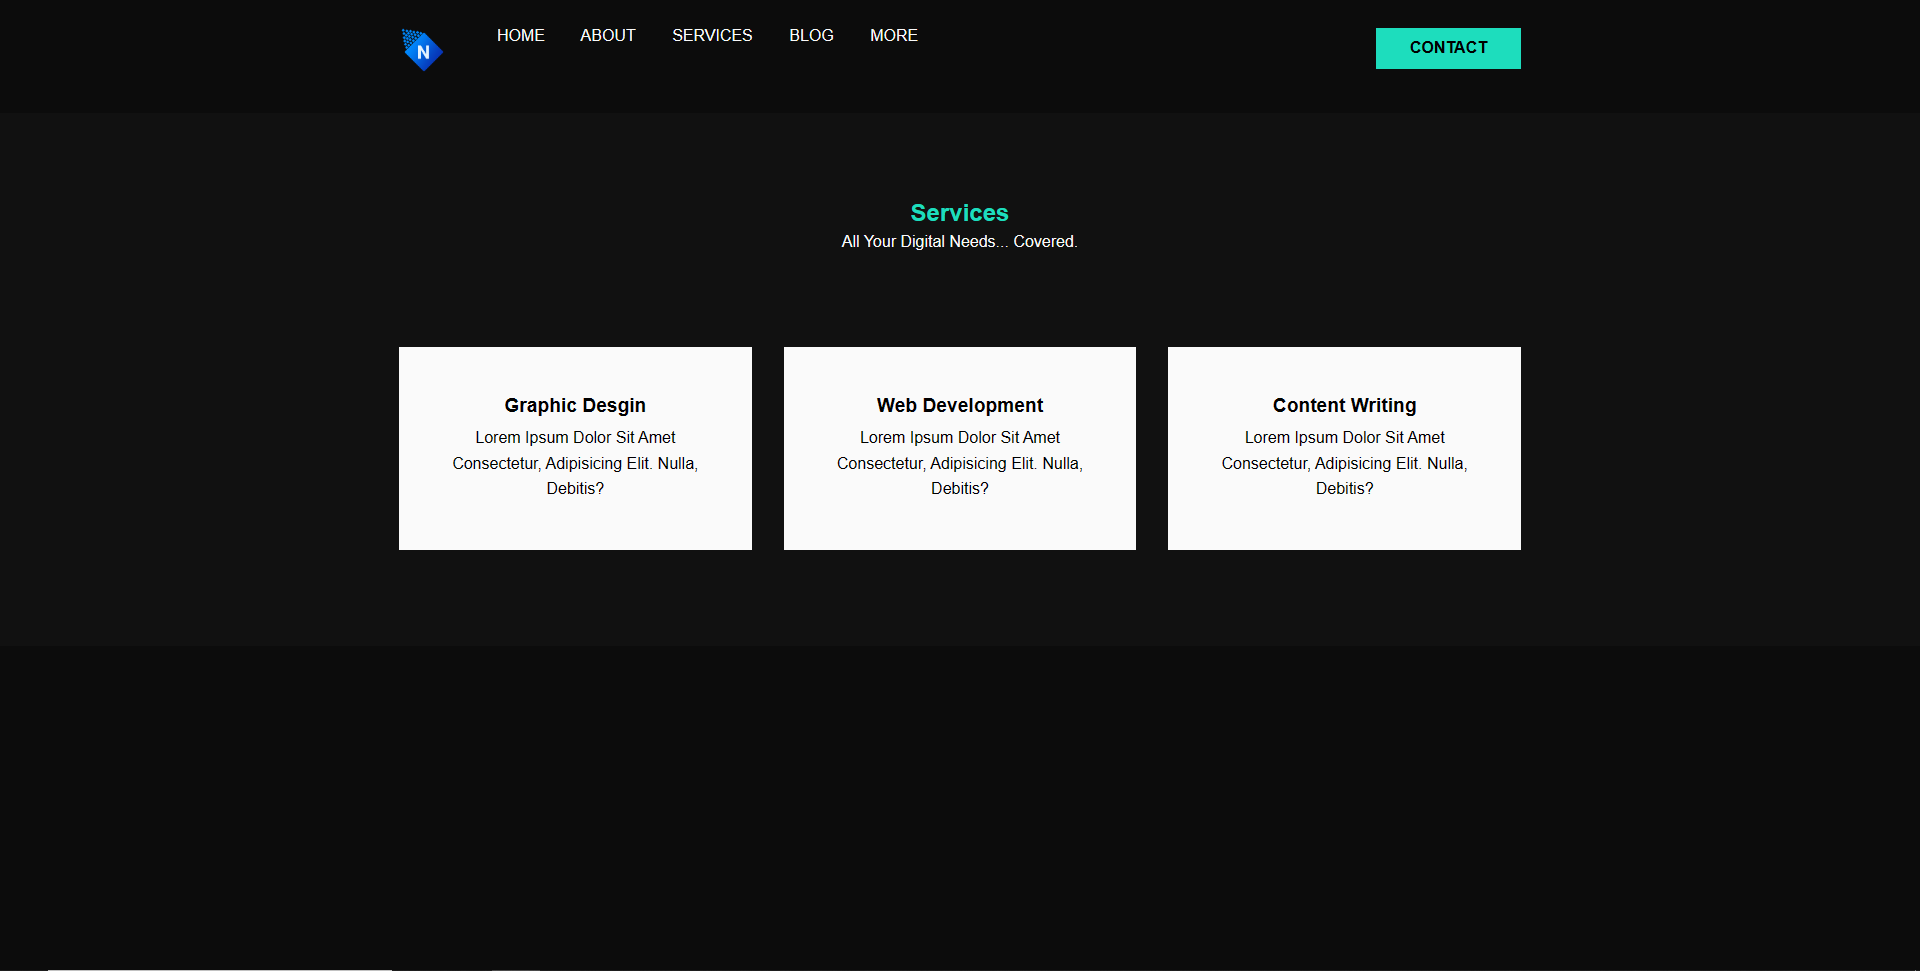 N
HOME ABOUT SERVICES BLOG MORE CONTACT
Services
All Your Digital Needs... Covered.
Graphic Desgin
Lorem Ipsum Dolor Sit Amet
Consectetur, Adipisicing Elit. Nulla,
Debitis?
Web Development
Lorem Ipsum Dolor Sit Amet
Consectetur, Adipisicing Elit. Nulla,
Debitis?
Content Writing
Lorem Ipsum Dolor Sit Amet
Consectetur, Adipisicing Elit. Nulla,
Debitis?